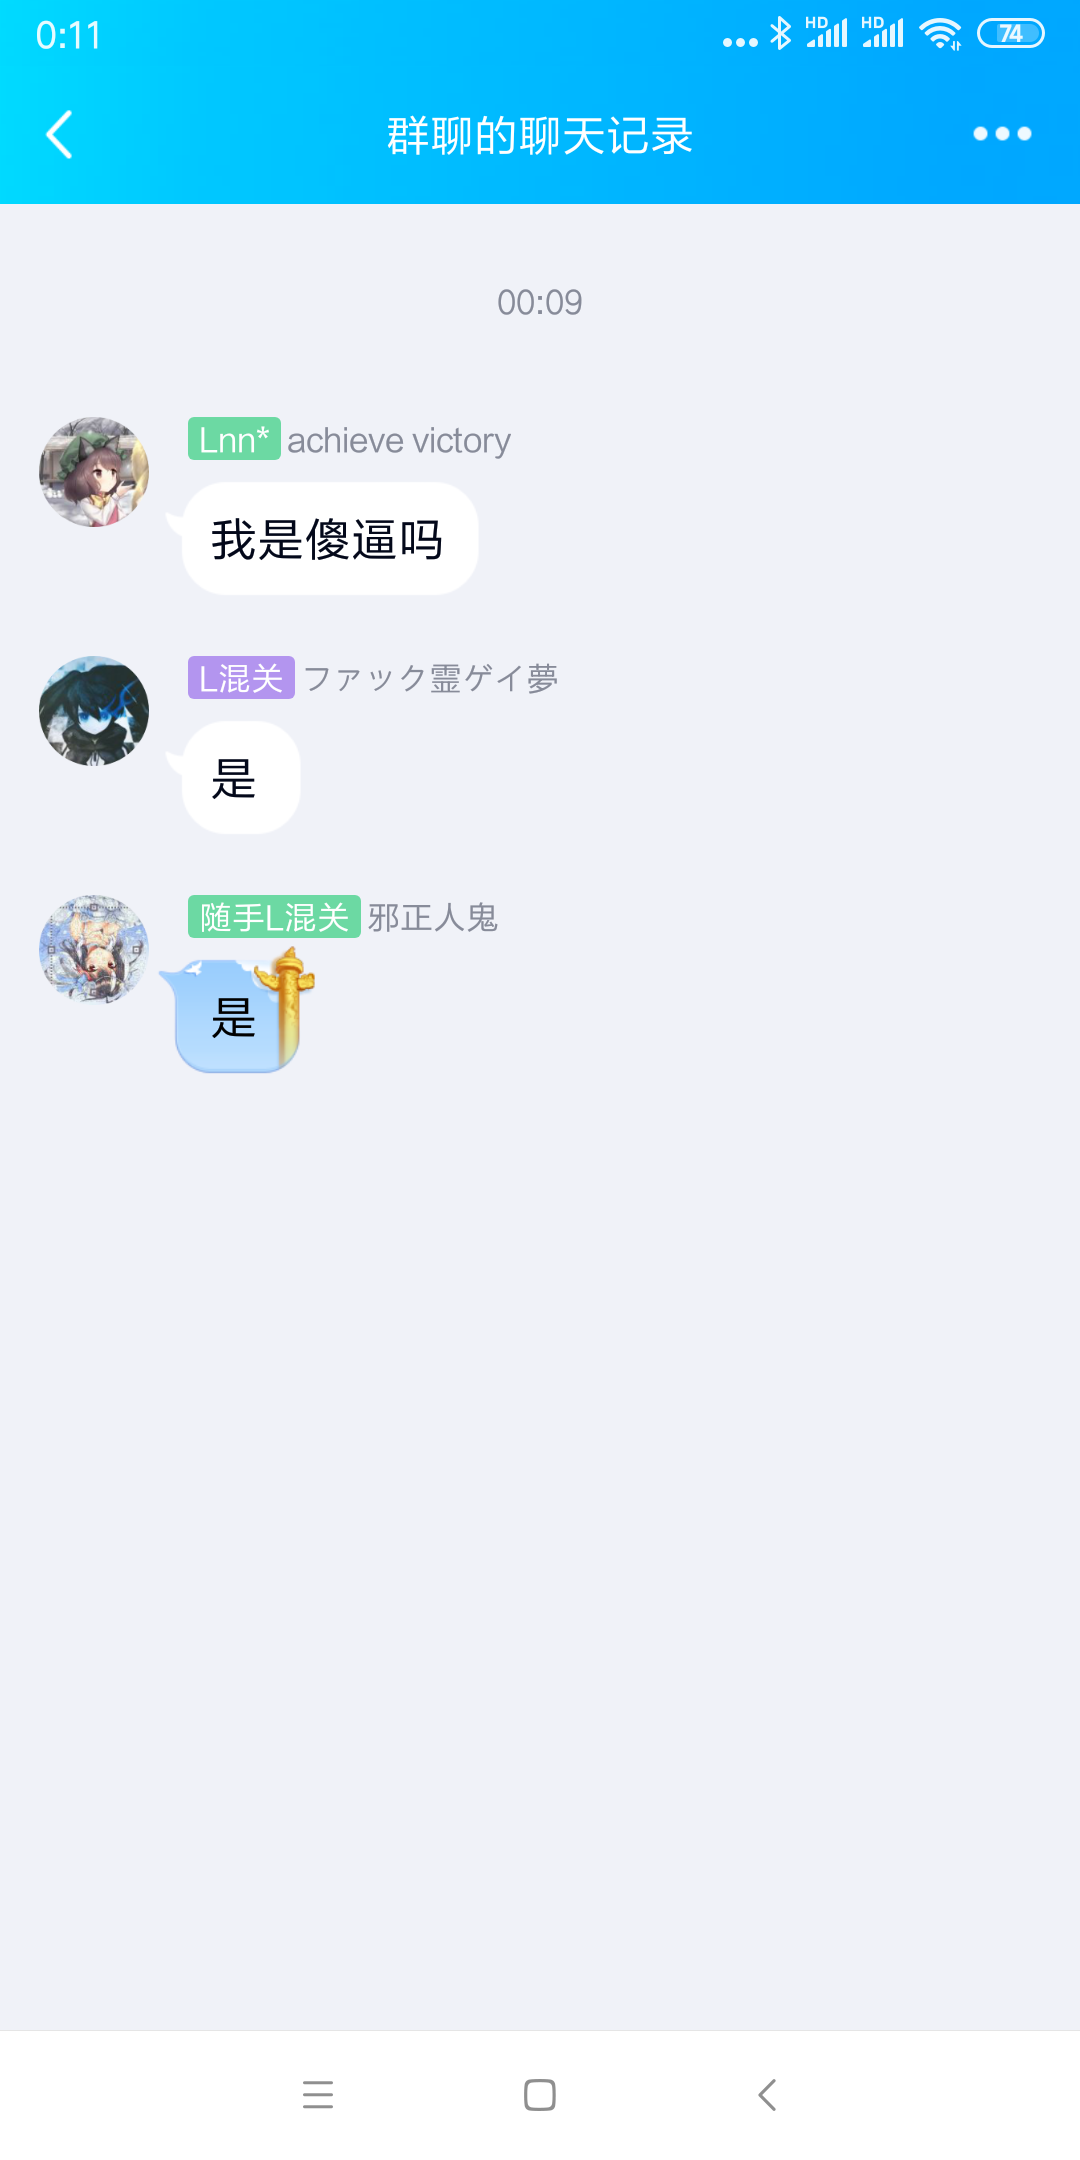 0:11
HD HD 74
群聊的聊天记录
00:09
Lnn* achieve victory
我是傻逼吗
L混关 ファック霊ゲイ夢
是
随手L混关 邪正人鬼
是